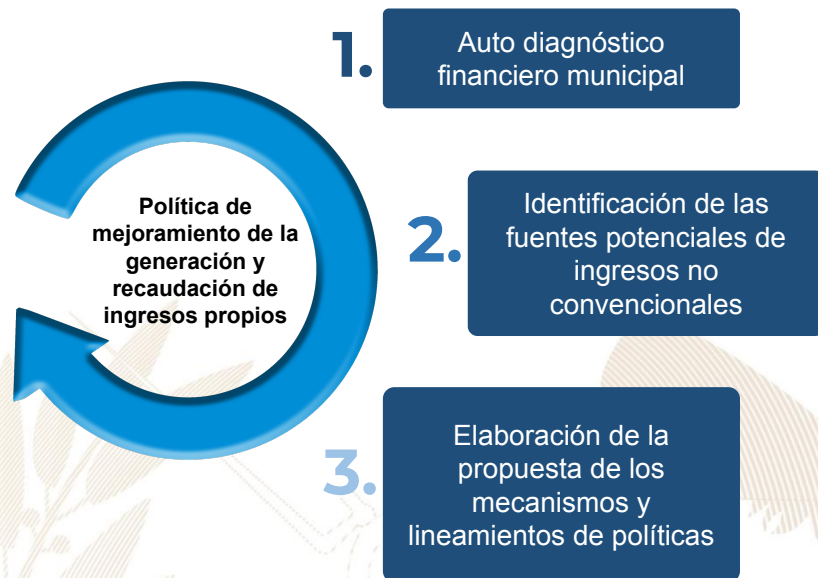 1.
Auto diagnóstico
financiero municipal
Política de
mejoramiento de la
generación y
recaudación de
ingresos propios
2.
Identificación de las
fuentes potenciales de
ingresos no
convencionales
3.
Elaboración de la
propuesta de los
mecanismos y
lineamientos de políticas